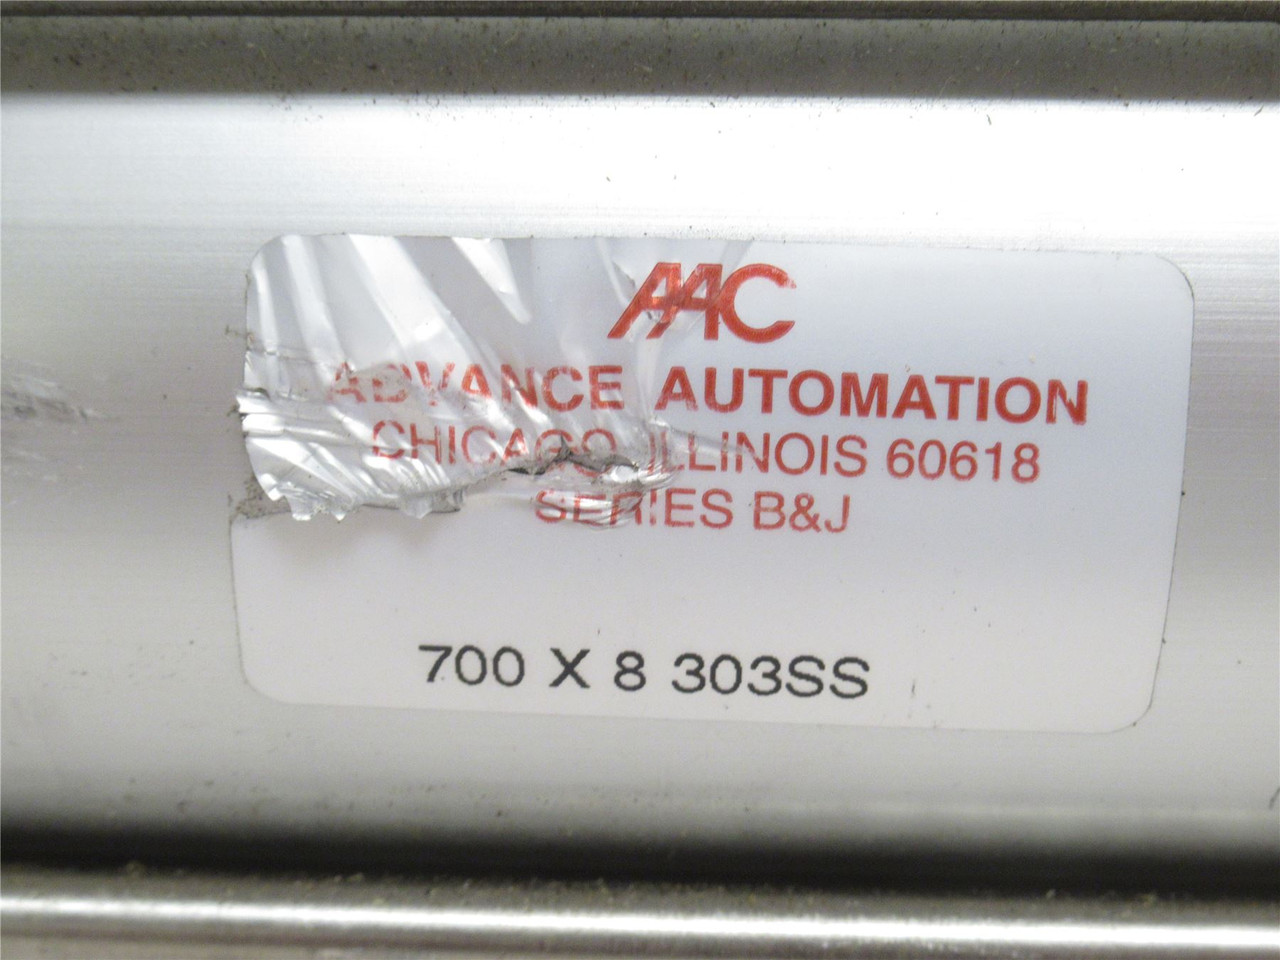 AAC
ADVANCE AUTOMATION
CHICAGO ILLINOIS 60618
SERIES B&J
700 X 8 303SS